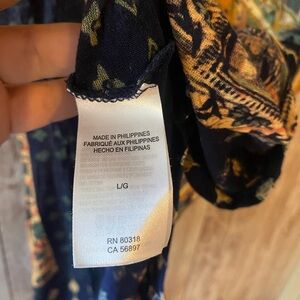 MADE IN PHILIPPINES
FABRIQUÉ AUX PHILIPPINES
HECHO EN FILIPINAS
L/G
RN 80318
CA 56897